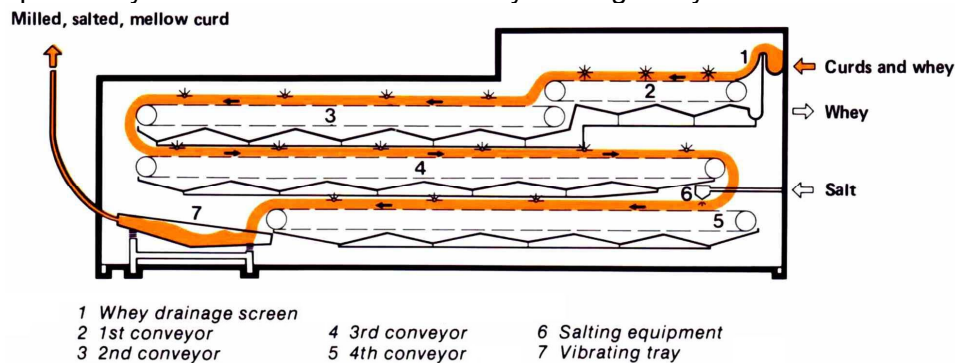 Milled, salted, mellow curd
1
Curds and whey
2
Whey
3
4
6
Salt
7
5
1 Whey drainage screen
2 1st conveyor 4 3rd conveyor 6 Salting equipment
3 2nd conveyor 5 4th conveyor 7 Vibrating tray